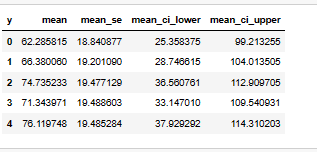 y mean mean_se mean_ci_lower mean_ci_upper
0 62.285815 18.840877 25.358375 99.213255
1 66.380060 19.201090 28.746615 104.013505
2 74.735233 19.477129 36.560761 112.909705
3 71.343971 19.488603 33.147010 109.540931
4 76.119748 19.485284 37.929292 114.310203